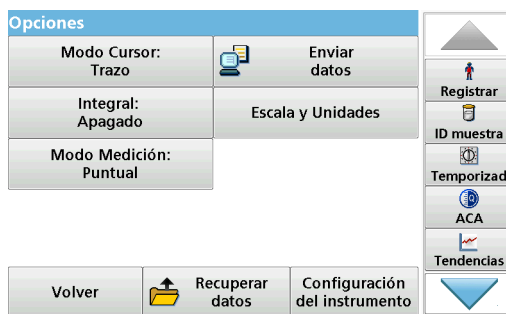 Opciones
Modo Cursor:
Trazo
Enviar
datos
Integral:
Apagado
Escala y Unidades
Modo Medición:
Puntual
Volver
Recuperar
datos
Configuración
del instrumento
Registrar
ID muestra
Temporizad
ACA
Tendencias